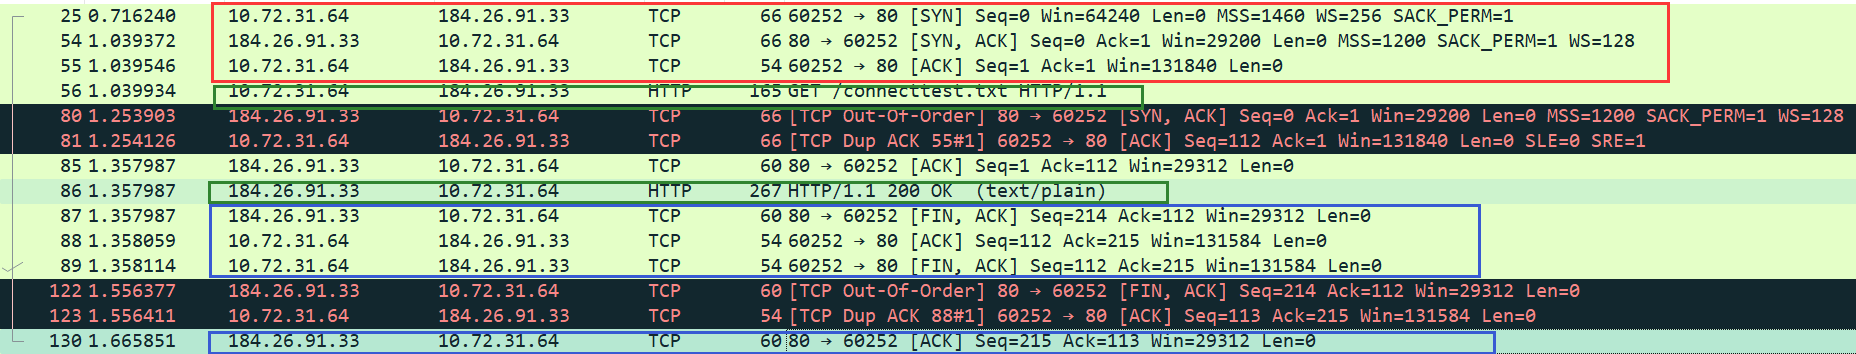 25 0.716240 10.72.31.64 184.26.91.33 TCP 66 60252 → 80 [SYN] Seq=0 Win=64240 Len=0 MSS=1460 WS=256 SACK_PERM=1
54 1.039372 184.26.91.33 10.72.31.64 TCP 66 80 → 60252 [SYN, ACK] Seq=0 Ack=1 Win=29200 Len=0 MSS=1200 SACK_PERM=1 WS=128
55 1.039546 10.72.31.64 184.26.91.33 TCP 54 60252 → 80 [ACK] Seq=1 Ack=1 Win=131840 Len=0
56 1.039934 10.72.31.64 184.26.91.33 HTTP 165 GET /connecttest.txt HTTP/1.1
80 1.253903 184.26.91.33 10.72.31.64 TCP 66 [TCP Out-Of-Order] 80 → 60252 [SYN, ACK] Seq=0 Ack=1 Win=29200 Len=0 MSS=1200 SACK_PERM=1 WS=128
81 1.254126 10.72.31.64 184.26.91.33 TCP 66 [TCP Dup ACK 55#1] 60252 → 80 [ACK] Seq=112 Ack=1 Win=131840 Len=0 SLE=0 SRE=1
85 1.357987 184.26.91.33 10.72.31.64 TCP 60 80 → 60252 [ACK] Seq=1 Ack=112 Win=29312 Len=0
86 1.357987 184.26.91.33 10.72.31.64 HTTP 267 HTTP/1.1 200 OK (text/plain)
87 1.357987 184.26.91.33 10.72.31.64 TCP 60 80 → 60252 [FIN, ACK] Seq=214 Ack=112 Win=29312 Len=0
88 1.358059 10.72.31.64 184.26.91.33 TCP 54 60252 → 80 [ACK] Seq=112 Ack=215 Win=131584 Len=0
89 1.358114 10.72.31.64 184.26.91.33 TCP 54 60252 → 80 [FIN, ACK] Seq=112 Ack=215 Win=131584 Len=0
122 1.556377 184.26.91.33 10.72.31.64 TCP 60 [TCP Out-Of-Order] 80 → 60252 [FIN, ACK] Seq=214 Ack=112 Win=29312 Len=0
123 1.556411 10.72.31.64 184.26.91.33 TCP 54 [TCP Dup ACK 88#1] 60252 → 80 [ACK] Seq=113 Ack=215 Win=131584 Len=0
130 1.665851 184.26.91.33 10.72.31.64 TCP 60 80 → 60252 [ACK] Seq=215 Ack=113 Win=29312 Len=0